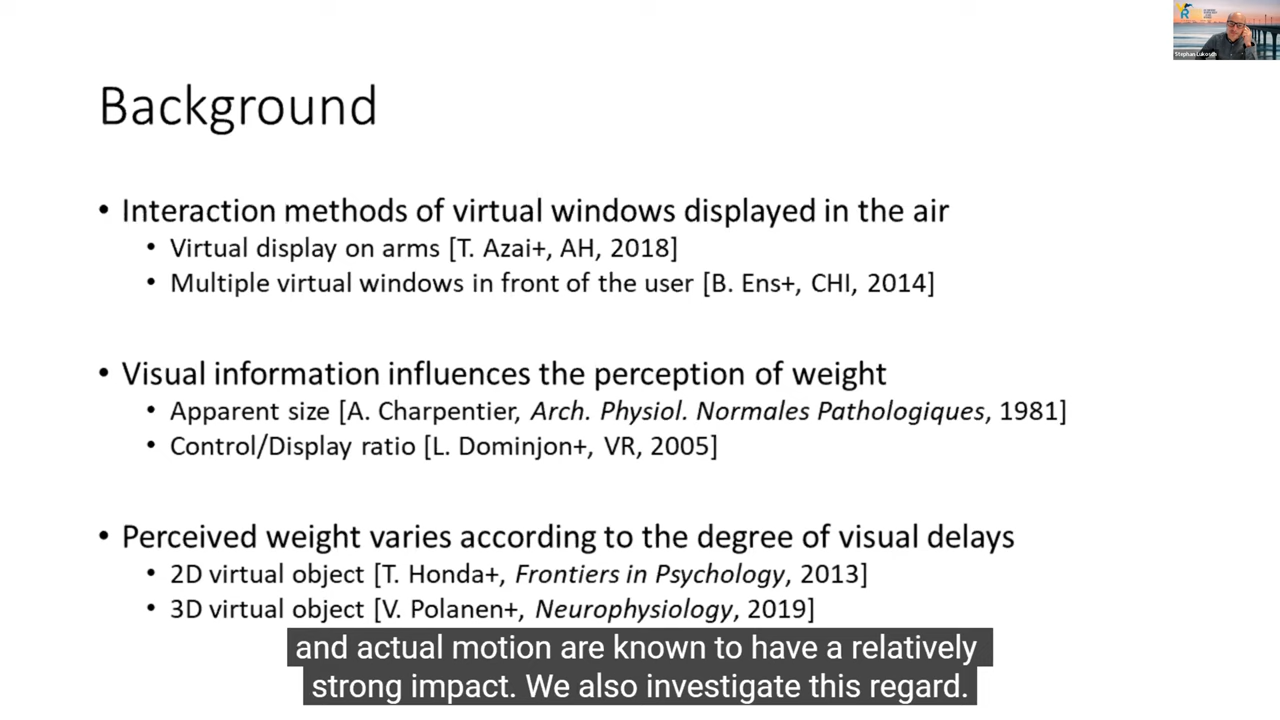 Stephan Lukosch
Background
• Interaction methods of virtual windows displayed in the air
• Virtual display on arms [T. Azai+, AH, 2018]
• Multiple virtual windows in front of the user [B. Ens+, CHI, 2014]
• Visual information influences the perception of weight
• Apparent size [A. Charpentier, Arch. Physiol. Normales Pathologiques, 1981]
• Control/Display ratio [L. Dominjon+, VR, 2005]
• Perceived weight varies according to the degree of visual delays
• 2D virtual object [T. Honda+, Frontiers in Psychology, 2013]
• 3D virtual object [V. Polanen+, Neurophysiology, 2019]
and actual motion are known to have a relatively
strong impact. We also investigate this regard.